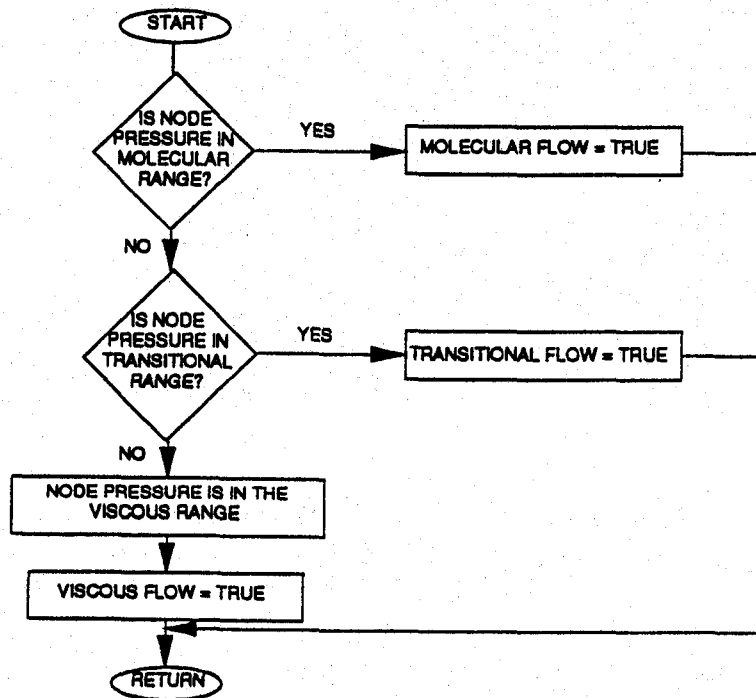 START
IS NODE
PRESSURE IN
MOLECULAR
RANGE?
YES
MOLECULAR FLOW = TRUE
NO
IS NODE
PRESSURE IN
TRANSITIONAL
RANGE?
YES
TRANSITIONAL FLOW = TRUE
NO
NODE PRESSURE IS IN THE
VISCOUS RANGE
VISCOUS FLOW = TRUE
RETURN